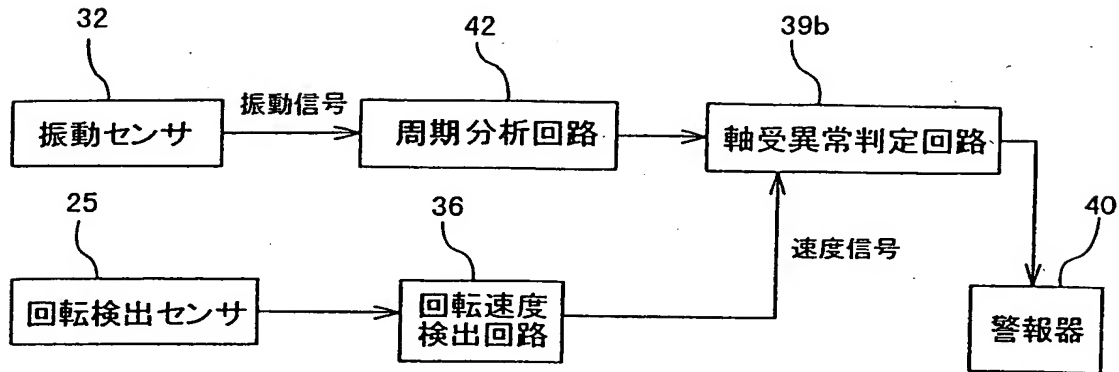 32
42
39b
振動センサ
振動信号
周期分析回路
軸受異常判定回路
25
36
40
速度信号
回転検出センサ
回転速度
検出回路
警報器